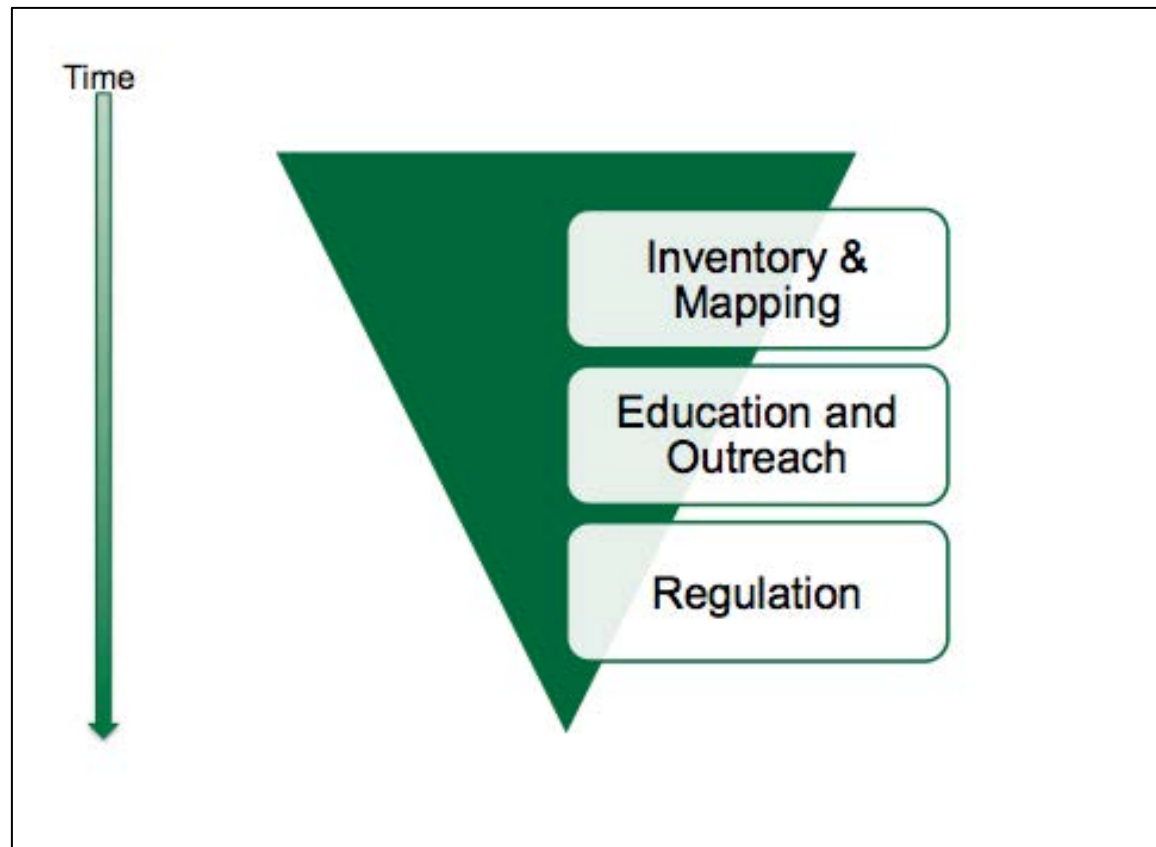 Time
Inventory &
Mapping
Education and
Outreach
Regulation